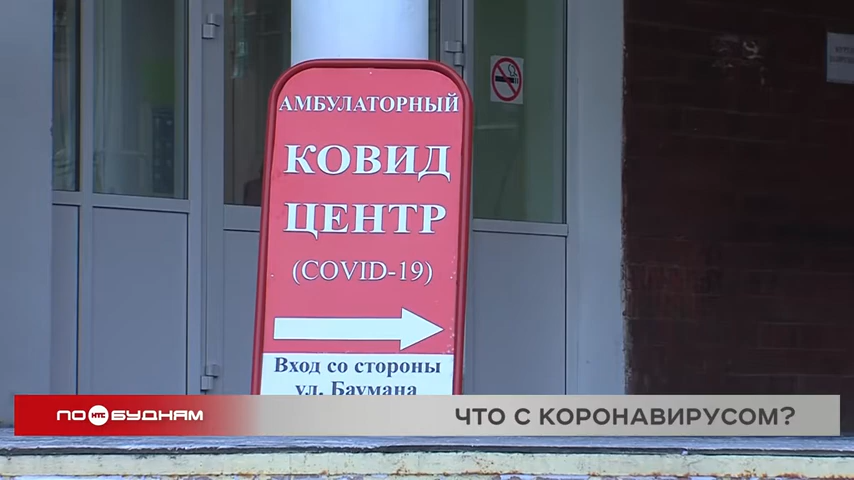 АМБУЛАТОРНЫЙ
КОВИД
ЦЕНТР
(COVID-19)
Вход со стороны
ул. Баумана
ПО НТС БУДНЯМ
ЧТО С КОРОНАВИРУСОМ?